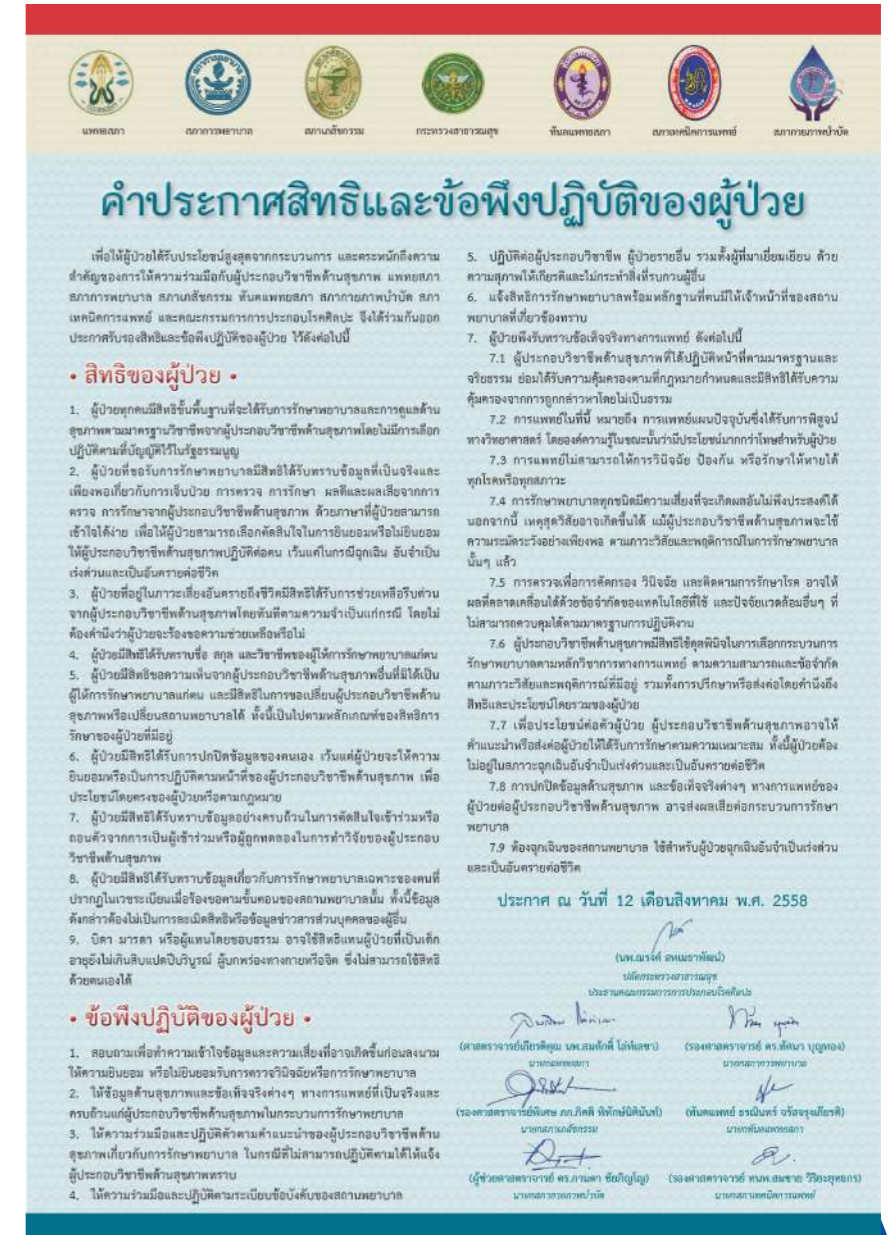 แพทยสภา
สภาการพยาบาล
สภาเภสัชกรรม
กระทรวงสาธารณสุข
ทันตแพทยสภา
สภาเทคนิคการแพทย์
สภากายภาพบำบัด
คำประกาศสิทธิและข้อพึงปฏิบัติของผู้ป่วย
เพื่อให้ผู้ป่วยได้รับประโยชน์สูงสุดจากกระบวนการ และตระหนักถึงความ
สำคัญของการให้ความร่วมมือกับผู้ประกอบวิชาชีพด้านสุขภาพ แพทยสภา
สภาการพยาบาล สภาเภสัชกรรม ทันตแพทยสภา สภากายภาพบำบัด สภา
เทคนิคการแพทย์ และคณะกรรมการการประกอบโรคศิลปะ จึงได้ร่วมกันออก
ประกาศรับรองสิทธิและข้อพึงปฏิบัติของผู้ป่วย ไว้ดังต่อไปนี้
• สิทธิของผู้ป่วย •
1. ผู้ป่วยทุกคนมีสิทธิขั้นพื้นฐานที่จะได้รับการรักษาพยาบาลและการดูแลด้าน
สุขภาพตามมาตรฐานวิชาชีพจากผู้ประกอบวิชาชีพด้านสุขภาพโดยไม่มีการเลือก
ปฏิบัติตามที่บัญญัติไว้ในรัฐธรรมนูญ
2. ผู้ป่วยที่ขอรับการรักษาพยาบาลมีสิทธิได้รับทราบข้อมูลที่เป็นจริงและ
เพียงพอเกี่ยวกับการเจ็บป่วย การตรวจ การรักษา ผลดีและผลเสียจากการ
ตรวจ การรักษาจากผู้ประกอบวิชาชีพด้านสุขภาพ ด้วยภาษาที่ผู้ป่วยสามารถ
เข้าใจได้ง่าย เพื่อให้ผู้ป่วยสามารถเลือกตัดสินใจในการยินยอมหรือไม่ยินยอม
ให้ผู้ประกอบวิชาชีพด้านสุขภาพปฏิบัติต่อตน เว้นแต่ในกรณีฉุกเฉิน อันจำเป็น
เร่งด่วนและเป็นอันตรายต่อชีวิต
3. ผู้ป่วยที่อยู่ในภาวะเสี่ยงอันตรายถึงชีวิตมีสิทธิได้รับการช่วยเหลือรีบด่วน
จากผู้ประกอบวิชาชีพด้านสุขภาพโดยทันทีตามความจำเป็นแก่กรณี โดยไม่
ต้องคำนึงว่าผู้ป่วยจะร้องขอความช่วยเหลือหรือไม่
4. ผู้ป่วยมีสิทธิได้รับทราบชื่อ สกุล และวิชาชีพของผู้ให้การรักษาพยาบาลแก่ตน
5. ผู้ป่วยมีสิทธิขอความเห็นจากผู้ประกอบวิชาชีพด้านสุขภาพอื่นที่มิได้เป็น
ผู้ให้การรักษาพยาบาลแก่ตน และมีสิทธิในการขอเปลี่ยนผู้ประกอบวิชาชีพด้าน
สุขภาพหรือเปลี่ยนสถานพยาบาลได้ ทั้งนี้เป็นไปตามหลักเกณฑ์ของสิทธิการ
รักษาของผู้ป่วยที่มีอยู่
6. ผู้ป่วยมีสิทธิได้รับการปกปิดข้อมูลของตนเอง เว้นแต่ผู้ป่วยจะให้ความ
ยินยอมหรือเป็นการปฏิบัติตามหน้าที่ของผู้ประกอบวิชาชีพด้านสุขภาพ เพื่อ
ประโยชน์โดยตรงของผู้ป่วยหรือตามกฎหมาย
7. ผู้ป่วยมีสิทธิได้รับทราบข้อมูลอย่างครบถ้วนในการตัดสินใจเข้าร่วมหรือ
ถอนตัวจากการเป็นผู้เข้าร่วมหรือผู้ถูกทดลองในการทำวิจัยของผู้ประกอบ
วิชาชีพด้านสุขภาพ
8. ผู้ป่วยมีสิทธิได้รับทราบข้อมูลเกี่ยวกับการรักษาพยาบาลเฉพาะของตนที่
ปรากฏในเวชระเบียนเมื่อร้องขอตามขั้นตอนของสถานพยาบาลนั้น ทั้งนี้ข้อมูล
ดังกล่าวต้องไม่เป็นการละเมิดสิทธิหรือข้อมูลข่าวสารส่วนบุคคลของผู้อื่น
9. บิดา มารดา หรือผู้แทนโดยชอบธรรม อาจใช้สิทธิแทนผู้ป่วยที่เป็นเด็ก
อายุยังไม่เกินสิบแปดปีบริบูรณ์ ผู้บกพร่องทางกายหรือจิต ซึ่งไม่สามารถใช้สิทธิ
ด้วยตนเองได้
• ข้อพึงปฏิบัติของผู้ป่วย •
1. สอบถามเพื่อทำความเข้าใจข้อมูลและความเสี่ยงที่อาจเกิดขึ้นก่อนลงนาม
ให้ความยินยอม หรือไม่ยินยอมรับการตรวจวินิจฉัยหรือการรักษาพยาบาล
2. ให้ข้อมูลด้านสุขภาพและข้อเท็จจริงต่างๆ ทางการแพทย์ที่เป็นจริงและ
ครบถ้วนแก่ผู้ประกอบวิชาชีพด้านสุขภาพในกระบวนการรักษาพยาบาล
3. ให้ความร่วมมือและปฏิบัติตัวตามคำแนะนำของผู้ประกอบวิชาชีพด้าน
สุขภาพเกี่ยวกับการรักษาพยาบาล ในกรณีที่ไม่สามารถปฏิบัติตามได้ให้แจ้ง
ผู้ประกอบวิชาชีพด้านสุขภาพทราบ
4. ให้ความร่วมมือและปฏิบัติตามระเบียบข้อบังคับของสถานพยาบาล
5. ปฏิบัติต่อผู้ประกอบวิชาชีพ ผู้ป่วยรายอื่น รวมทั้งผู้ที่มาเยี่ยมเยียน ด้วย
ความสุภาพให้เกียรติและไม่กระทำสิ่งที่รบกวนผู้อื่น
6. แจ้งสิทธิการรักษาพยาบาลพร้อมหลักฐานที่ตนมีให้เจ้าหน้าที่ของสถาน
พยาบาลที่เกี่ยวข้องทราบ
7. ผู้ป่วยพึงรับทราบข้อเท็จจริงทางการแพทย์ ดังต่อไปนี้
7.1 ผู้ประกอบวิชาชีพด้านสุขภาพที่ได้ปฏิบัติหน้าที่ตามมาตรฐานและ
จริยธรรม ย่อมได้รับความคุ้มครองตามที่กฎหมายกำหนดและมีสิทธิได้รับความ
คุ้มครองจากการถูกกล่าวหาโดยไม่เป็นธรรม
7.2 การแพทย์ในที่นี้ หมายถึง การแพทย์แผนปัจจุบันซึ่งได้รับการพิสูจน์
ทางวิทยาศาสตร์ โดยองค์ความรู้ในขณะนั้นว่ามีประโยชน์มากกว่าโทษสำหรับผู้ป่วย
7.3 การแพทย์ไม่สามารถให้การวินิจฉัย ป้องกัน หรือรักษาให้หายได้
ทุกโรคหรือทุกสภาวะ
7.4 การรักษาพยาบาลทุกชนิดมีความเสี่ยงที่จะเกิดผลอันไม่พึงประสงค์ได้
นอกจากนี้ เหตุสุดวิสัยอาจเกิดขึ้นได้ แม้ผู้ประกอบวิชาชีพด้านสุขภาพจะใช้
ความระมัดระวังอย่างเพียงพอ ตามภาวะวิสัยและพฤติการณ์ในการรักษาพยาบาล
นั้นๆ แล้ว
7.5 การตรวจเพื่อการคัดกรอง วินิจฉัย และติดตามการรักษาโรค อาจให้
ผลที่คลาดเคลื่อนได้ด้วยข้อจำกัดของเทคโนโลยีที่ใช้ และปัจจัยแวดล้อมอื่นๆ ที่
ไม่สามารถควบคุมได้ตามมาตรฐานการปฏิบัติงาน
7.6 ผู้ประกอบวิชาชีพด้านสุขภาพมีสิทธิใช้ดุลพินิจในการเลือกกระบวนการ
รักษาพยาบาลตามหลักวิชาการทางการแพทย์ ตามความสามารถและข้อจำกัด
ตามภาวะวิสัยและพฤติการณ์ที่มีอยู่ รวมทั้งการปรึกษาหรือส่งต่อโดยคำนึงถึง
สิทธิและประโยชน์โดยรวมของผู้ป่วย
7.7 เพื่อประโยชน์ต่อตัวผู้ป่วย ผู้ประกอบวิชาชีพด้านสุขภาพอาจให้
คำแนะนำหรือส่งต่อผู้ป่วยให้ได้รับการรักษาตามความเหมาะสม ทั้งนี้ผู้ป่วยต้อง
ไม่อยู่ในสภาวะฉุกเฉินอันจำเป็นเร่งด่วนและเป็นอันตรายต่อชีวิต
7.8 การปกปิดข้อมูลด้านสุขภาพ และข้อเท็จจริงต่างๆ ทางการแพทย์ของ
ผู้ป่วยต่อผู้ประกอบวิชาชีพด้านสุขภาพ อาจส่งผลเสียต่อกระบวนการรักษา
พยาบาล
7.9 ห้องฉุกเฉินของสถานพยาบาล ใช้สำหรับผู้ป่วยฉุกเฉินอันจำเป็นเร่งด่วน
และเป็นอันตรายต่อชีวิต
ประกาศ ณ วันที่ 12 เดือนสิงหาคม พ.ศ. 2558
(นพ.ณรงค์ สหเมธาพัฒน์)
ปลัดกระทรวงสาธารณสุข
ประธานคณะกรรมการการประกอบโรคศิลปะ
(ศาสตราจารย์เกียรติคุณ นพ.สมศักดิ์ โล่ห์เลขา)
นายกแพทยสภา
(รองศาสตราจารย์ ดร.ทัศนา บุญทอง)
นายกสภาการพยาบาล
(รองศาสตราจารย์พิเศษ ภก.กิตติ พิทักษ์นิตินันท์)
นายกสภาเภสัชกรรม
(ทันตแพทย์ ธรณินทร์ จรัสจรุงเกียรติ)
นายกทันตแพทยสภา
(ผู้ช่วยศาสตราจารย์ ดร.กานดา ชัยภิญโญ)
นายกสภากายภาพบำบัด
(รองศาสตราจารย์ ทนพ.สมชาย วิริยะยุทธกร)
นายกสภาเทคนิคการแพทย์